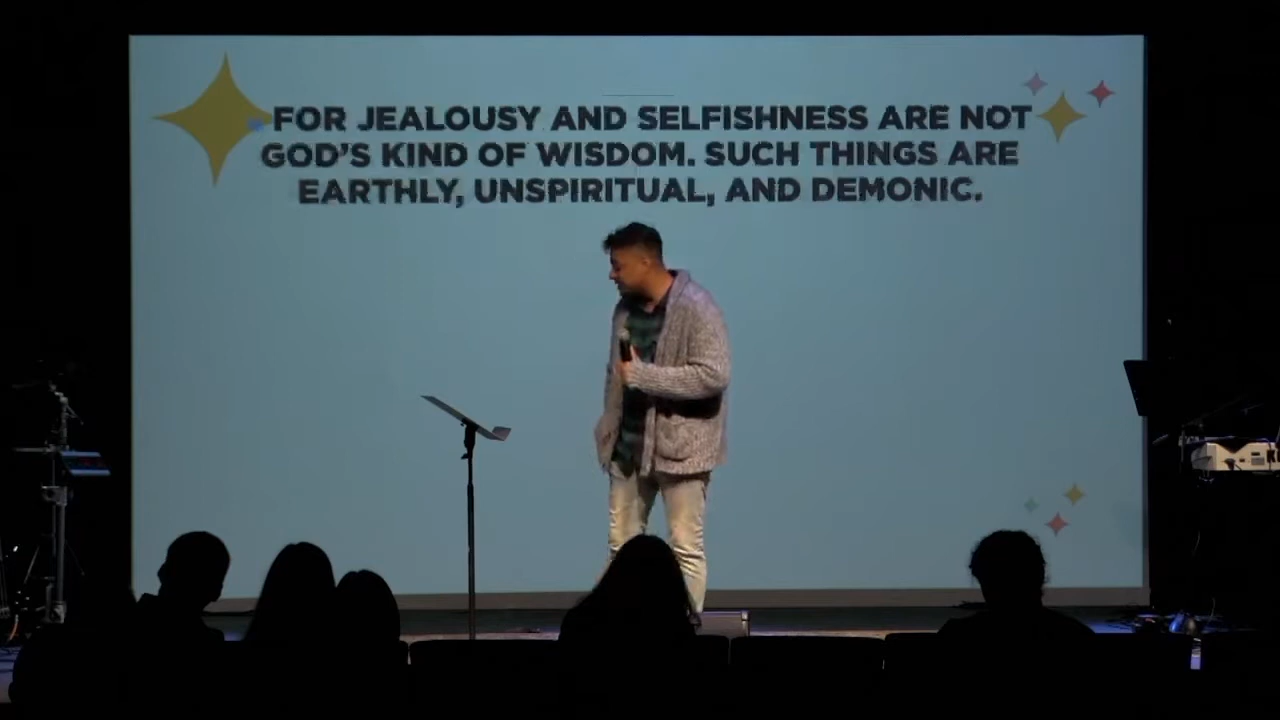 FOR JEALOUSY AND SELFISHNESS ARE NOT
GOD'S KIND OF WISDOM. SUCH THINGS ARE
EARTHLY, UNSPIRITUAL, AND DEMONIC.